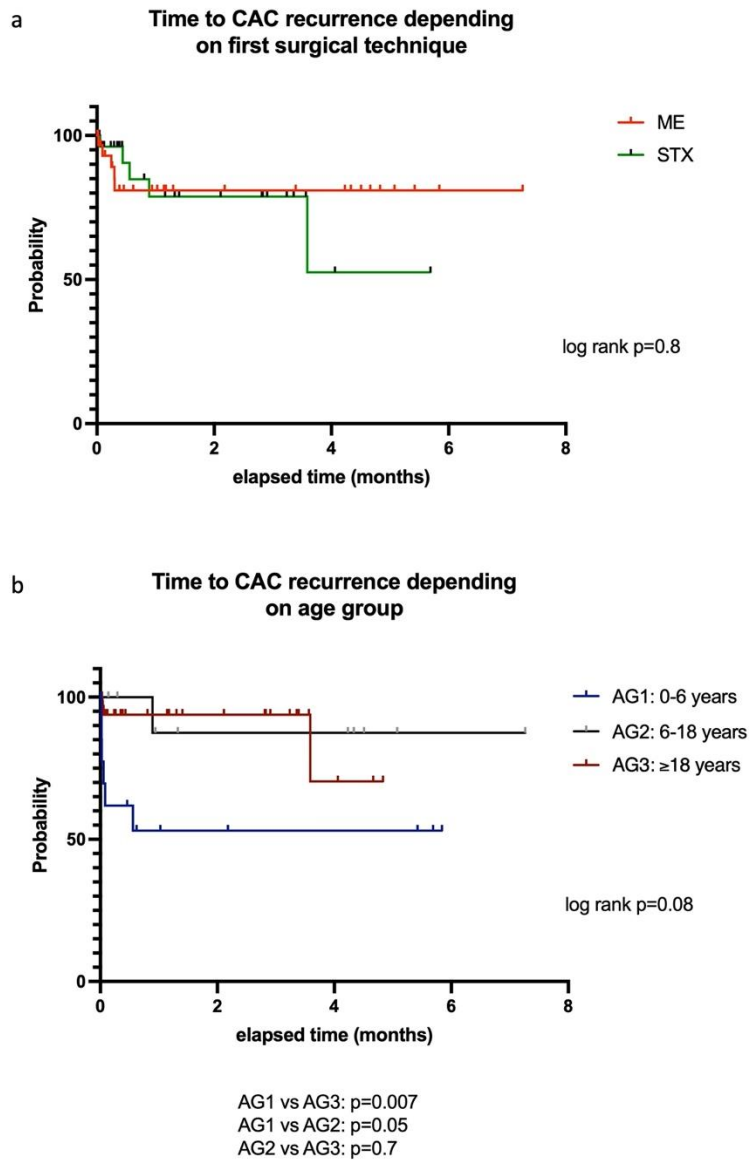 a
Time to CAC recurrence depending
on first surgical technique
ME
STX
100
50
0
Probability
log rank p=0.8
0 2 4 6 8
elapsed time (months)
b
Time to CAC recurrence depending
on age group
AG1: 0-6 years
AG2: 6-18 years
AG3: ≥18 years
100
50
0
Probability
log rank p=0.08
0 2 4 6 8
elapsed time (months)
AG1 vs AG3: p=0.007
AG1 vs AG2: p=0.05
AG2 vs AG3: p=0.7